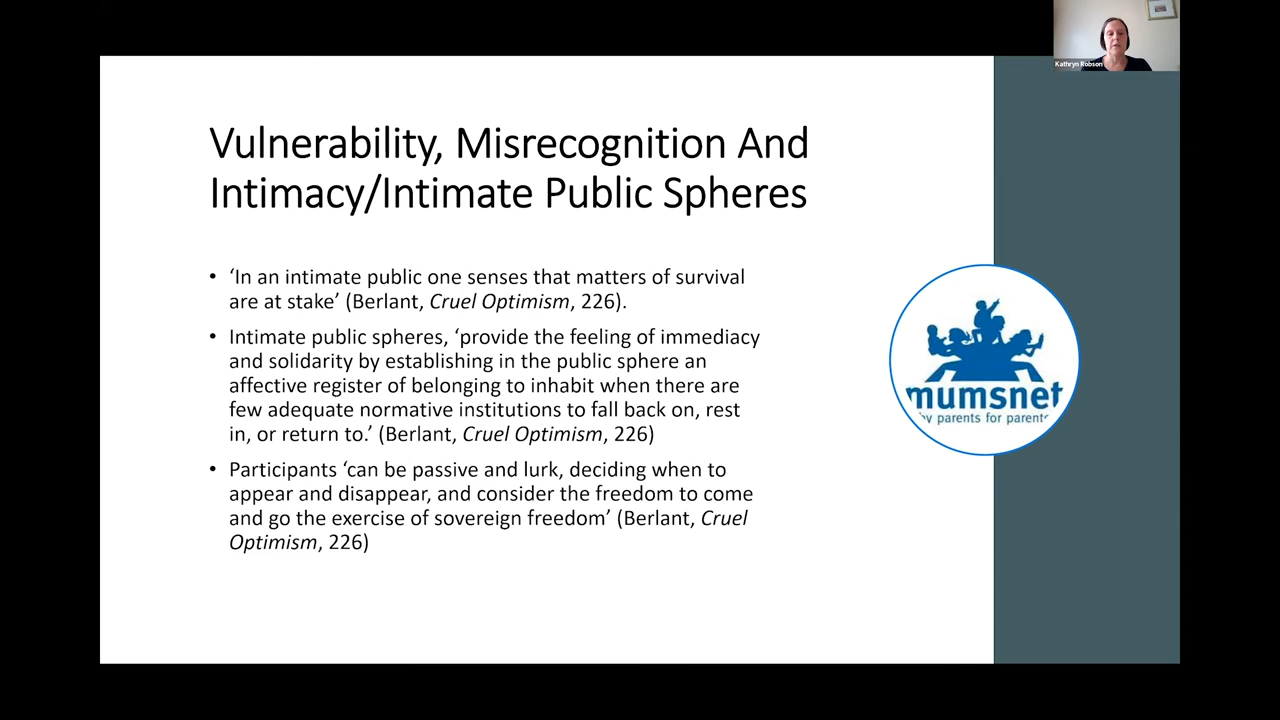 Kathryn Robson
Vulnerability, Misrecognition And
Intimacy/Intimate Public Spheres
• ‘In an intimate public one senses that matters of survival
are at stake’ (Berlant, Cruel Optimism, 226).
• Intimate public spheres, ‘provide the feeling of immediacy
and solidarity by establishing in the public sphere an
affective register of belonging to inhabit when there are
few adequate normative institutions to fall back on, rest
in, or return to.’ (Berlant, Cruel Optimism, 226)
• Participants ‘can be passive and lurk, deciding when to
appear and disappear, and consider the freedom to come
and go the exercise of sovereign freedom’ (Berlant, Cruel
Optimism, 226)
mumsnet
by parents for parents